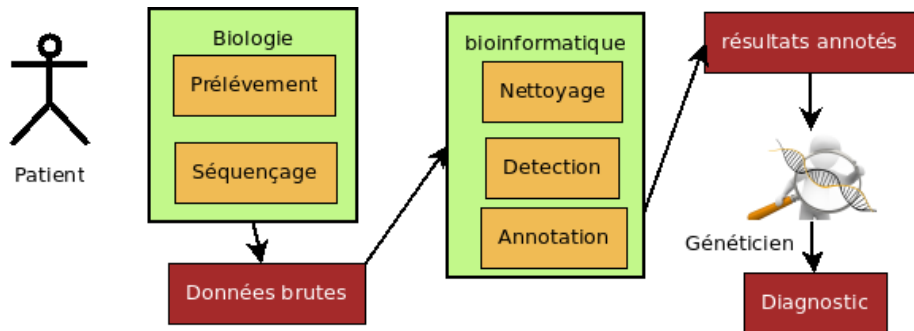 Patient
Biologie
Prélévement
Séquençage
Données brutes
bioinformatique
Nettoyage
Detection
Annotation
résultats annotés
Généticien
Diagnostic